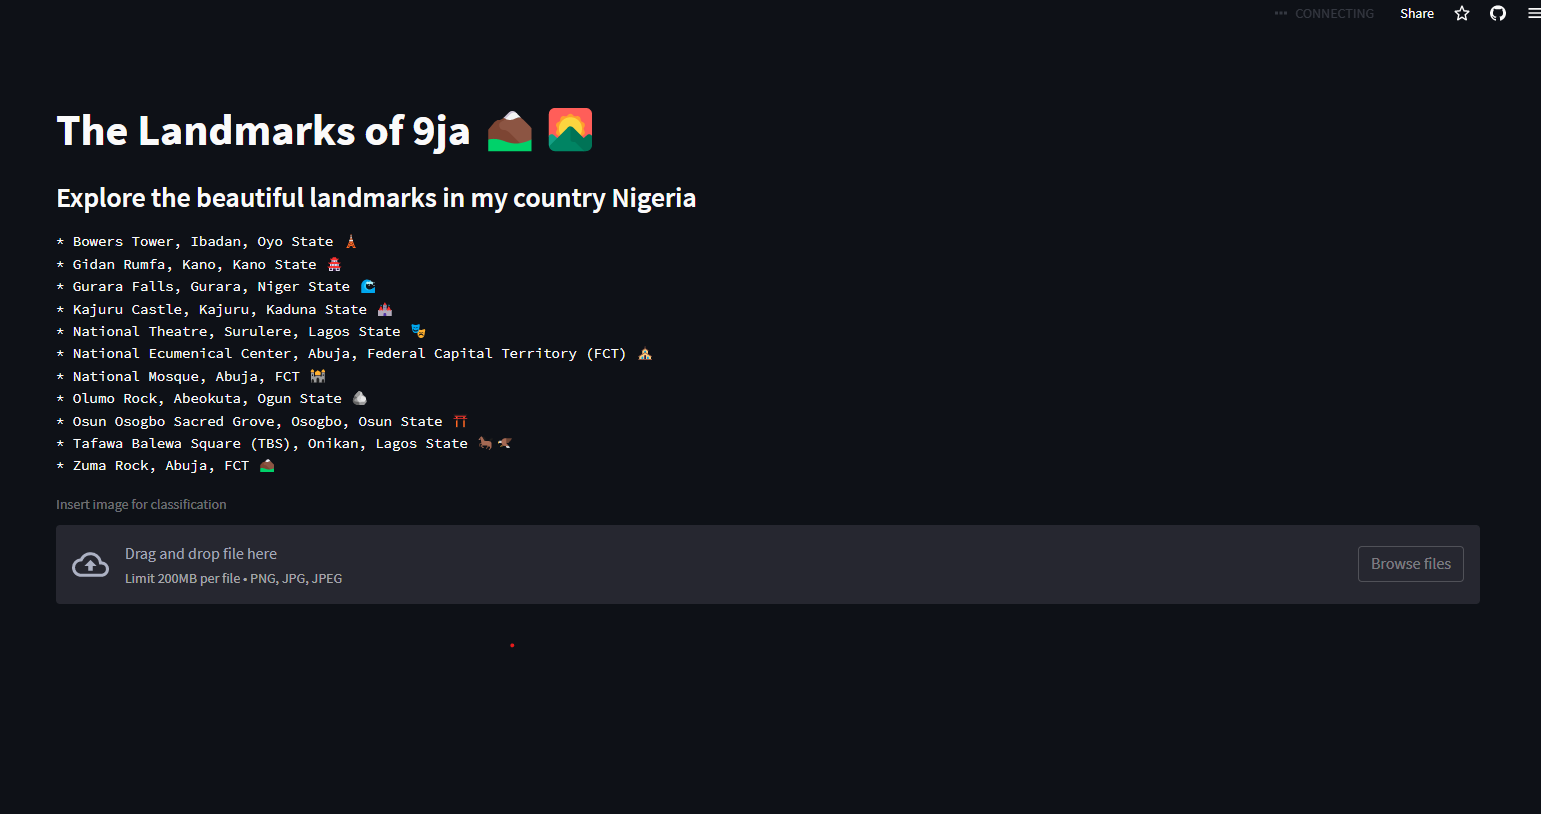 CONNECTING Share
The Landmarks of 9ja
Explore the beautiful landmarks in my country Nigeria
* Bowers Tower, Ibadan, Oyo State
* Gidan Rumfa, Kano, Kano State
* Gurara Falls, Gurara, Niger State
* Kajuru Castle, Kajuru, Kaduna State
* National Theatre, Surulere, Lagos State
* National Ecumenical Center, Abuja, Federal Capital Territory (FCT)
* National Mosque, Abuja, FCT
* Olumo Rock, Abeokuta, Ogun State
* Osun Osogbo Sacred Grove, Osogbo, Osun State
* Tafawa Balewa Square (TBS), Onikan, Lagos State
* Zuma Rock, Abuja, FCT
Insert image for classification
Drag and drop file here
Limit 200MB per file • PNG, JPG, JPEG
Browse files